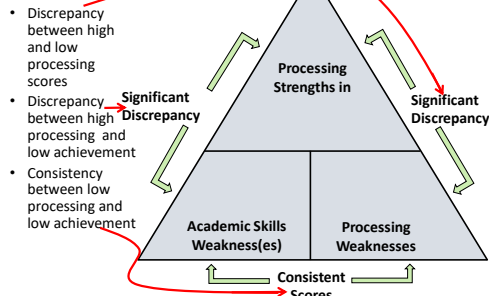 • Discrepancy
between high
and low
processing
scores
• Discrepancy
between high
processing and
low achievement
• Consistency
between low
processing and
low achievement
Significant
Discrepancy
Processing
Strengths in
Significant
Discrepancy
Academic Skills
Weakness(es)
Processing
Weaknesses
Consistent
Scores